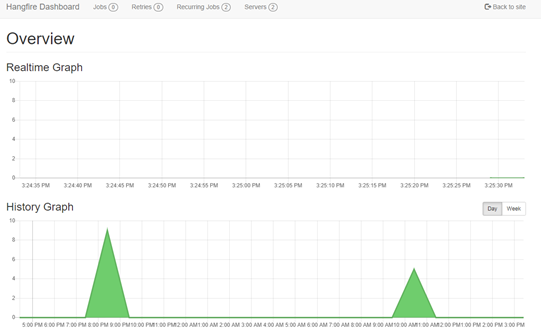 Hangfire Dashboard Jobs 0 Retries 0 Recurring Jobs 2 Servers 2 Back to site
Overview
Realtime Graph
10
8
6
4
2
0
3:24:35 PM 3:24:40 PM 3:24:45 PM 3:24:50 PM 3:24:55 PM 3:25:00 PM 3:25:05 PM 3:25:10 PM 3:25:15 PM 3:25:20 PM 3:25:25 PM 3:25:30 PM
History Graph Day Week
10
8
6
4
2
0
5:00 PM 6:00 PM 7:00 PM 8:00 PM 9:00 PM 10:00 PM 11:00 PM 12:00 AM 1:00 AM 2:00 AM 3:00 AM 4:00 AM 5:00 AM 6:00 AM 7:00 AM 8:00 AM 9:00 AM 10:00 AM 11:00 AM 12:00 PM 1:00 PM 2:00 PM 3:00 PM